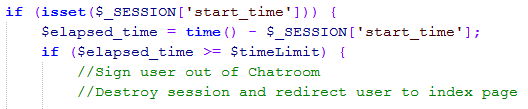 if (isset($_SESSION['start_time'])) {
$elapsed_time = time() - $_SESSION['start_time'];
if ($elapsed_time >= $timeLimit) {
//Sign user out of Chatroom
//Destroy session and redirect user to index page